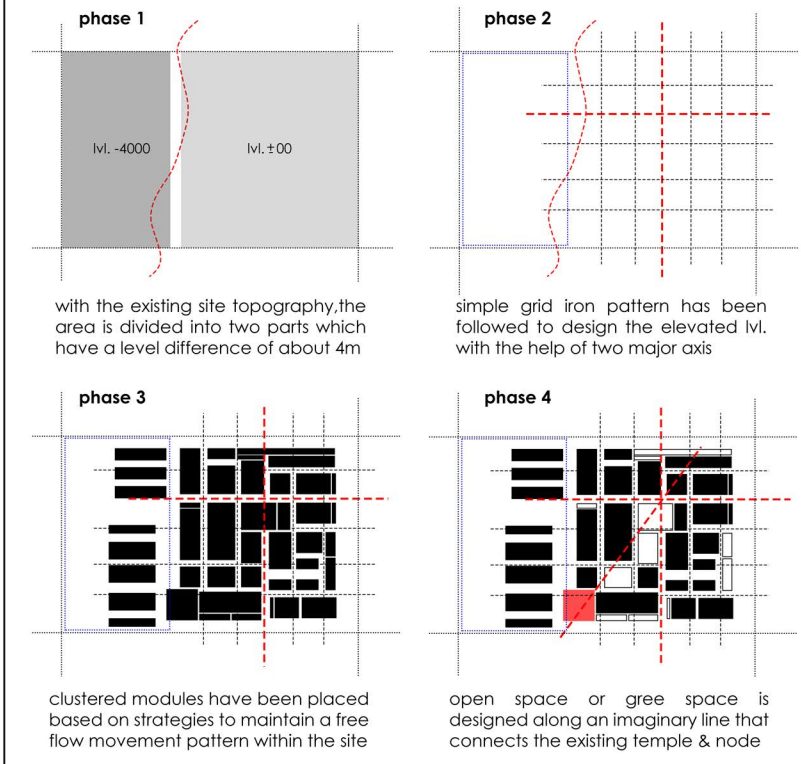 phase 1
lvl. -4000
lvl. ±00
with the existing site topography,the
area is divided into two parts which
have a level difference of about 4m
phase 2
simple grid iron pattern has been
followed to design the elevated lvl.
with the help of two major axis
phase 3
clustered modules have been placed
based on strategies to maintain a free
flow movement pattern within the site
phase 4
open space or gree space is
designed along an imaginary line that
connects the existing temple & node